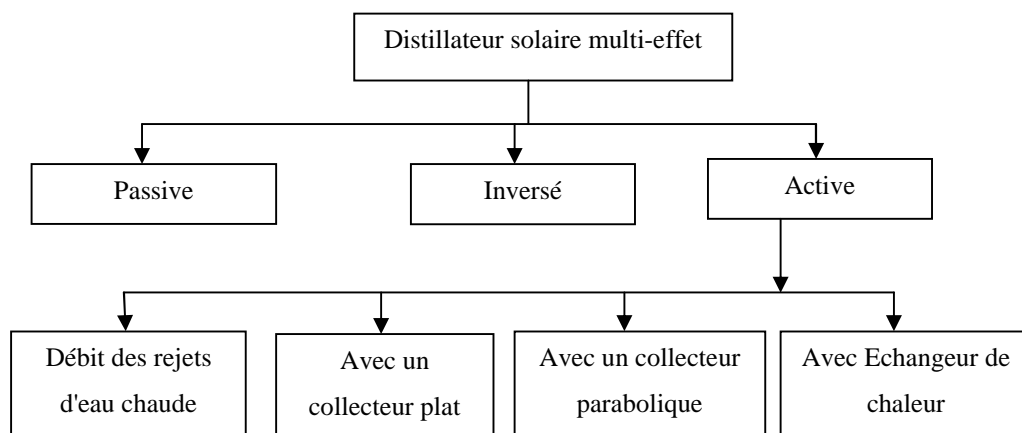 Distillateur solaire multi-effet
Passive
Inversé
Active
Débit des rejets
d'eau chaude
Avec un
collecteur plat
Avec un collecteur
parabolique
Avec Echangeur de
chaleur